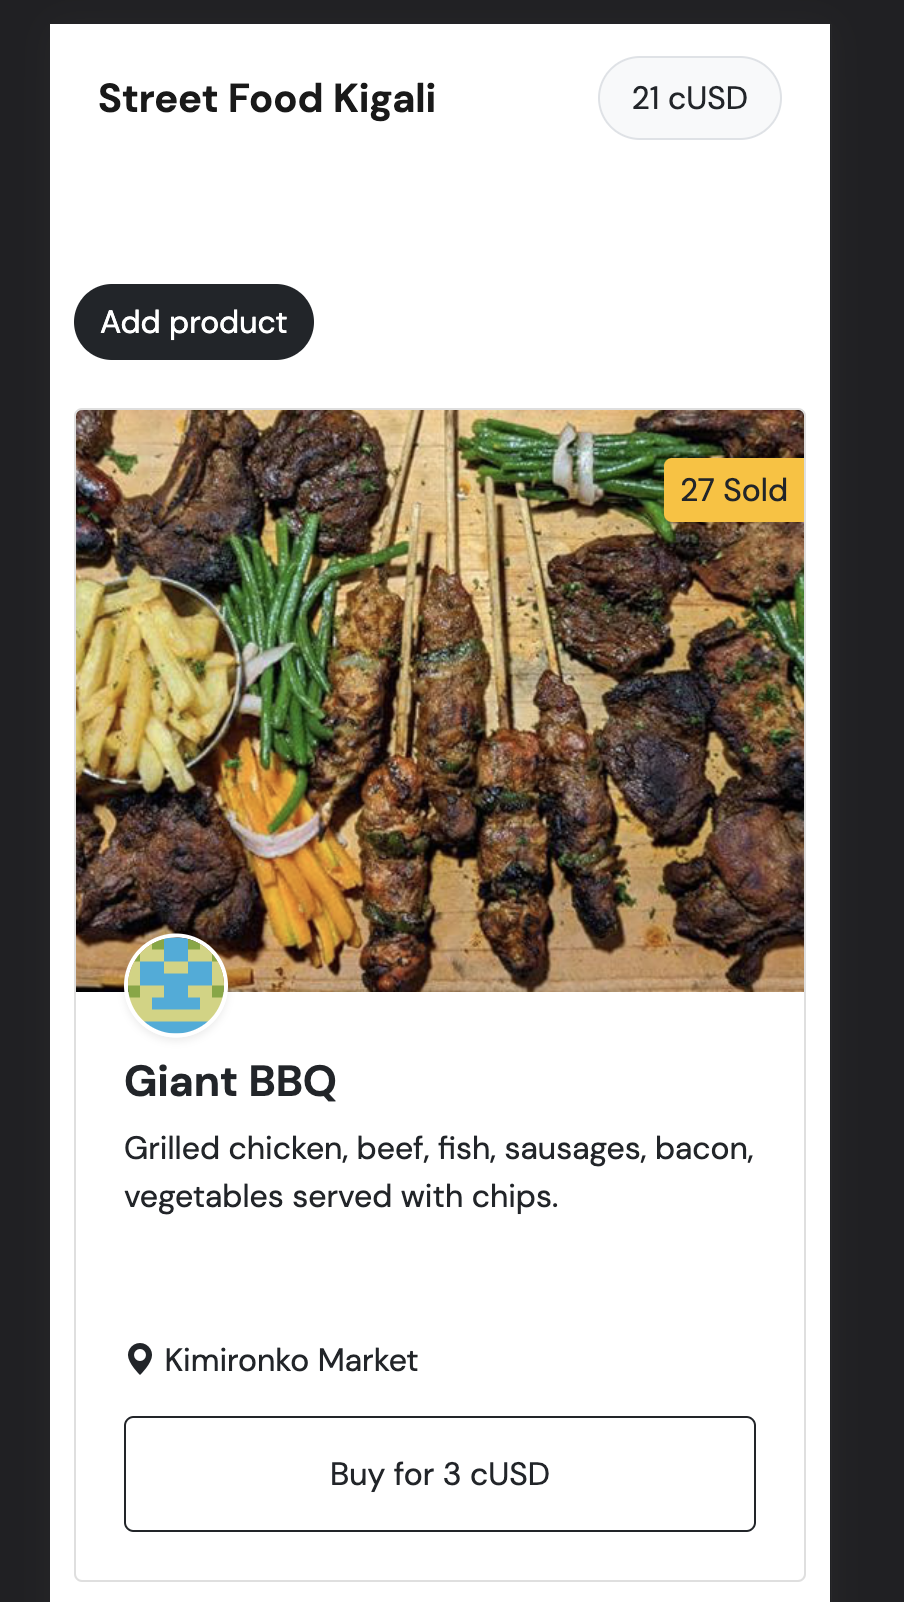 Street Food Kigali
21 cUSD
Add product
27 Sold
Giant BBQ
Grilled chicken, beef, fish, sausages, bacon,
vegetables served with chips.
Kimironko Market
Buy for 3 cUSD